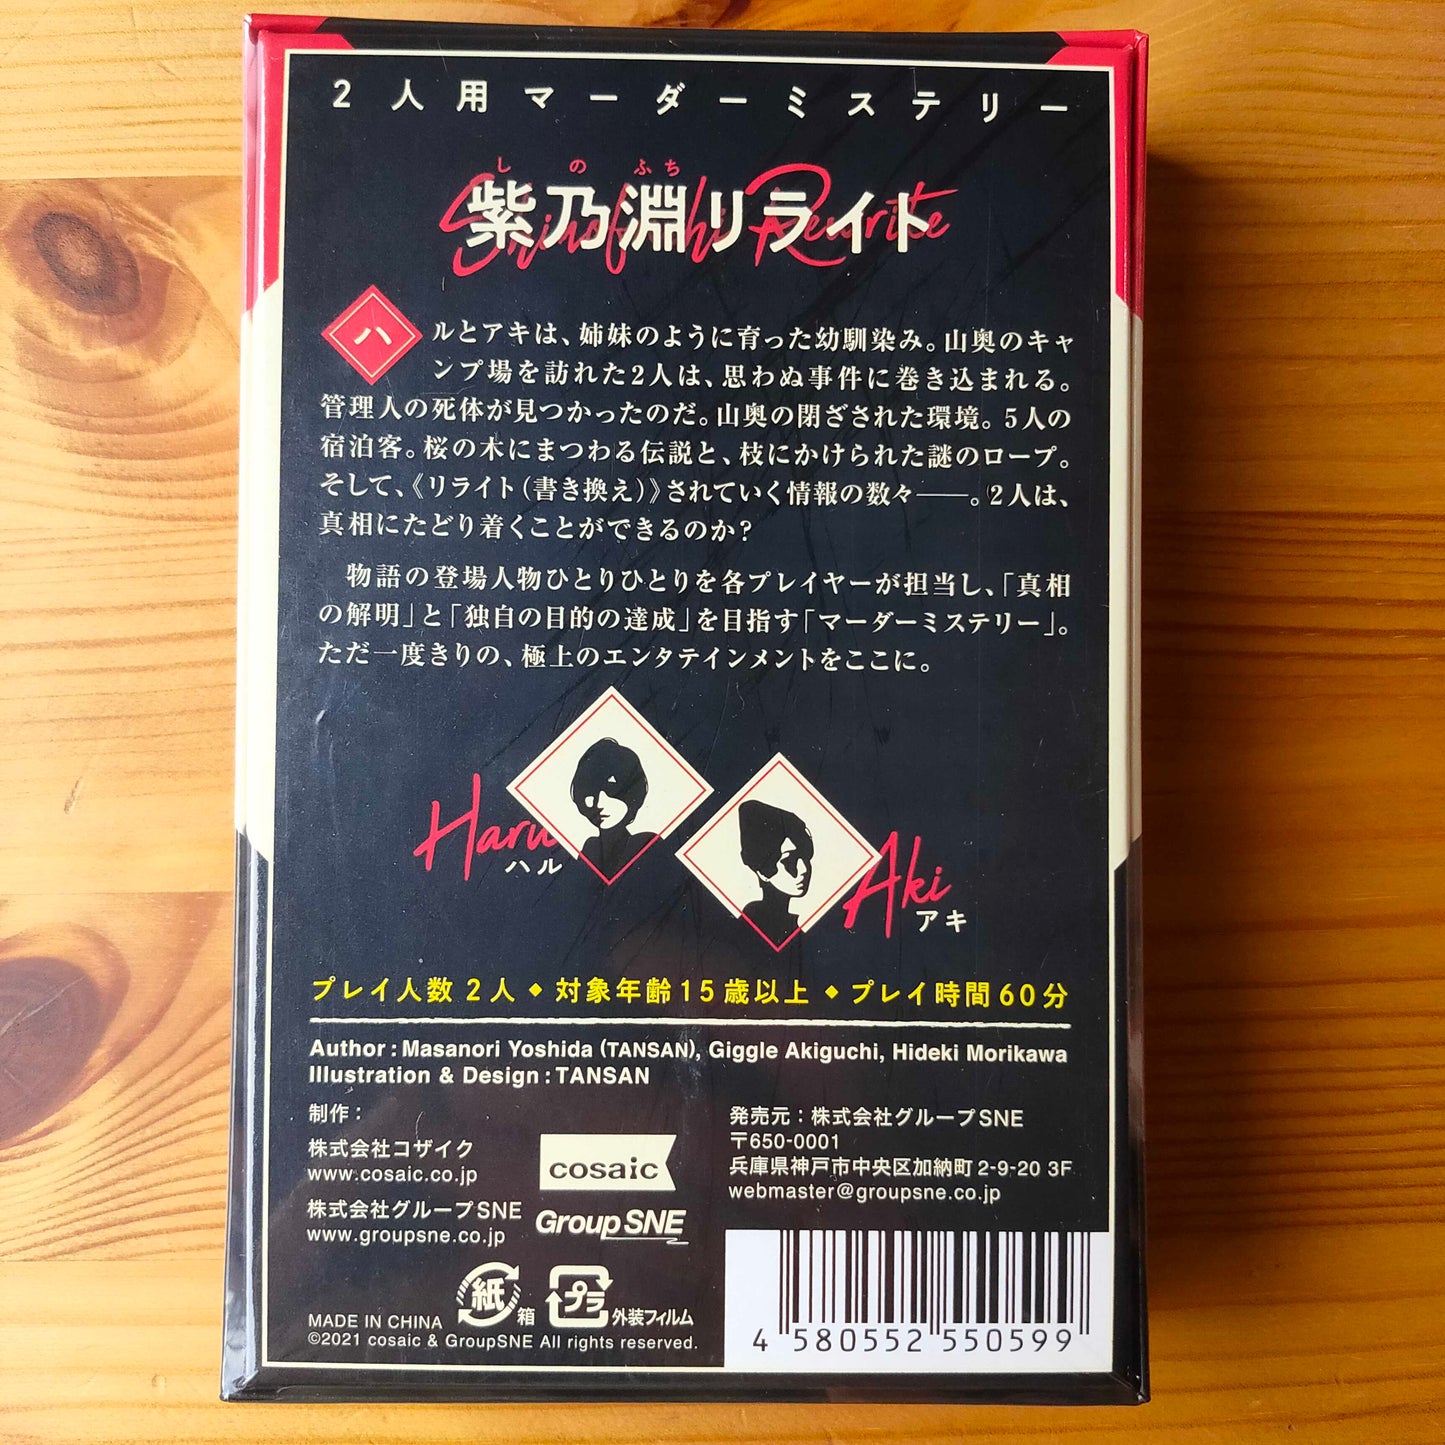 2人用マーダーミステリー
しのふち
紫乃淵リライト
Shinofuchi Rewrite
ハルとアキは、姉妹のように育った幼馴染み。山奥のキャ
ンプ場を訪れた2人は、思わぬ事件に巻き込まれる。
管理人の死体が見つかったのだ。山奥の閉ざされた環境。5人の
宿泊客。桜の木にまつわる伝説と、枝にかけられた謎のロープ。
そして、《リライト(書き換え)》されていく情報の数々――。2人は、
真相にたどり着くことができるのか?
物語の登場人物ひとりひとりを各プレイヤーが担当し、「真相
の解明」と「独自の目的の達成」を目指す「マーダーミステリー」。
ただ一度きりの、極上のエンタテインメントをここに。
Haru
ハル
Aki
アキ
プレイ人数2人◆対象年齢15歳以上◆プレイ時間60分
Author : Masanori Yoshida (TANSAN), Giggle Akiguchi, Hideki Morikawa
Illustration & Design : TANSAN
制作:
株式会社コザイク
www.cosaic.co.jp
cosaic
株式会社グループSNE
www.groupsne.co.jp
Group SNE
発売元:株式会社グループSNE
〒650-0001
兵庫県神戸市中央区加納町2-9-20 3F
webmaster@groupsne.co.jp
紙 箱
プラ 外装フィルム
MADE IN CHINA
©2021 cosaic & GroupSNE All rights reserved.
4 580552 550599